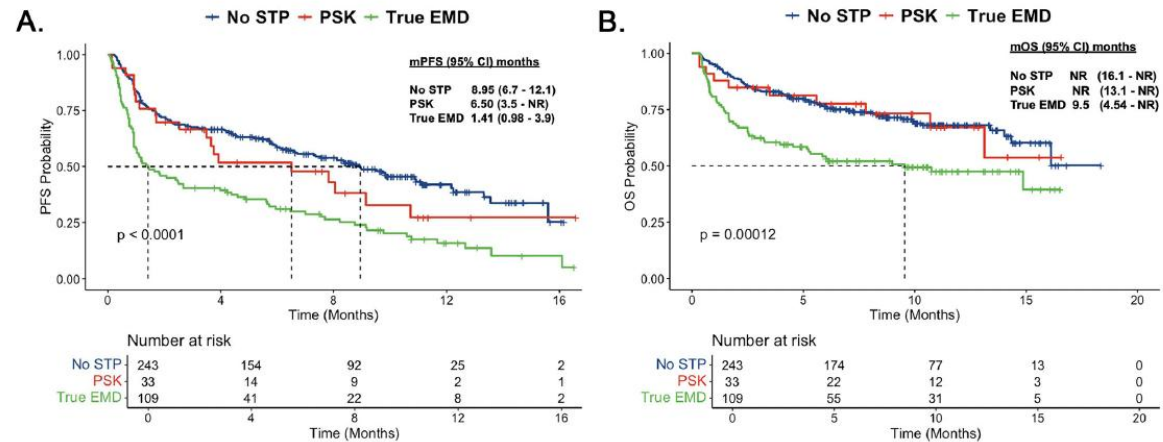 A.
No STP PSK True EMD
1.00
0.75
0.50
0.25
0.00
PFS Probability
mPFS (95% CI) months
No STP 8.95 (6.7 - 12.1)
PSK 6.50 (3.5 - NR)
True EMD 1.41 (0.98 - 3.9)
p < 0.0001
0 4 8 12 16
Time (Months)
Number at risk
No STP 243 154 92 25 2
PSK 33 14 9 2 1
True EMD 109 41 22 8 2
0 4 8 12 16
Time (Months)
B.
No STP PSK True EMD
1.00
0.75
0.50
0.25
0.00
OS Probability
mOS (95% CI) months
No STP NR (16.1 - NR)
PSK NR (13.1 - NR)
True EMD 9.5 (4.54 - NR)
p = 0.00012
0 5 10 15 20
Time (Months)
Number at risk
No STP 243 174 77 13 0
PSK 33 22 12 3 0
True EMD 109 55 31 5 0
0 5 10 15 20
Time (Months)